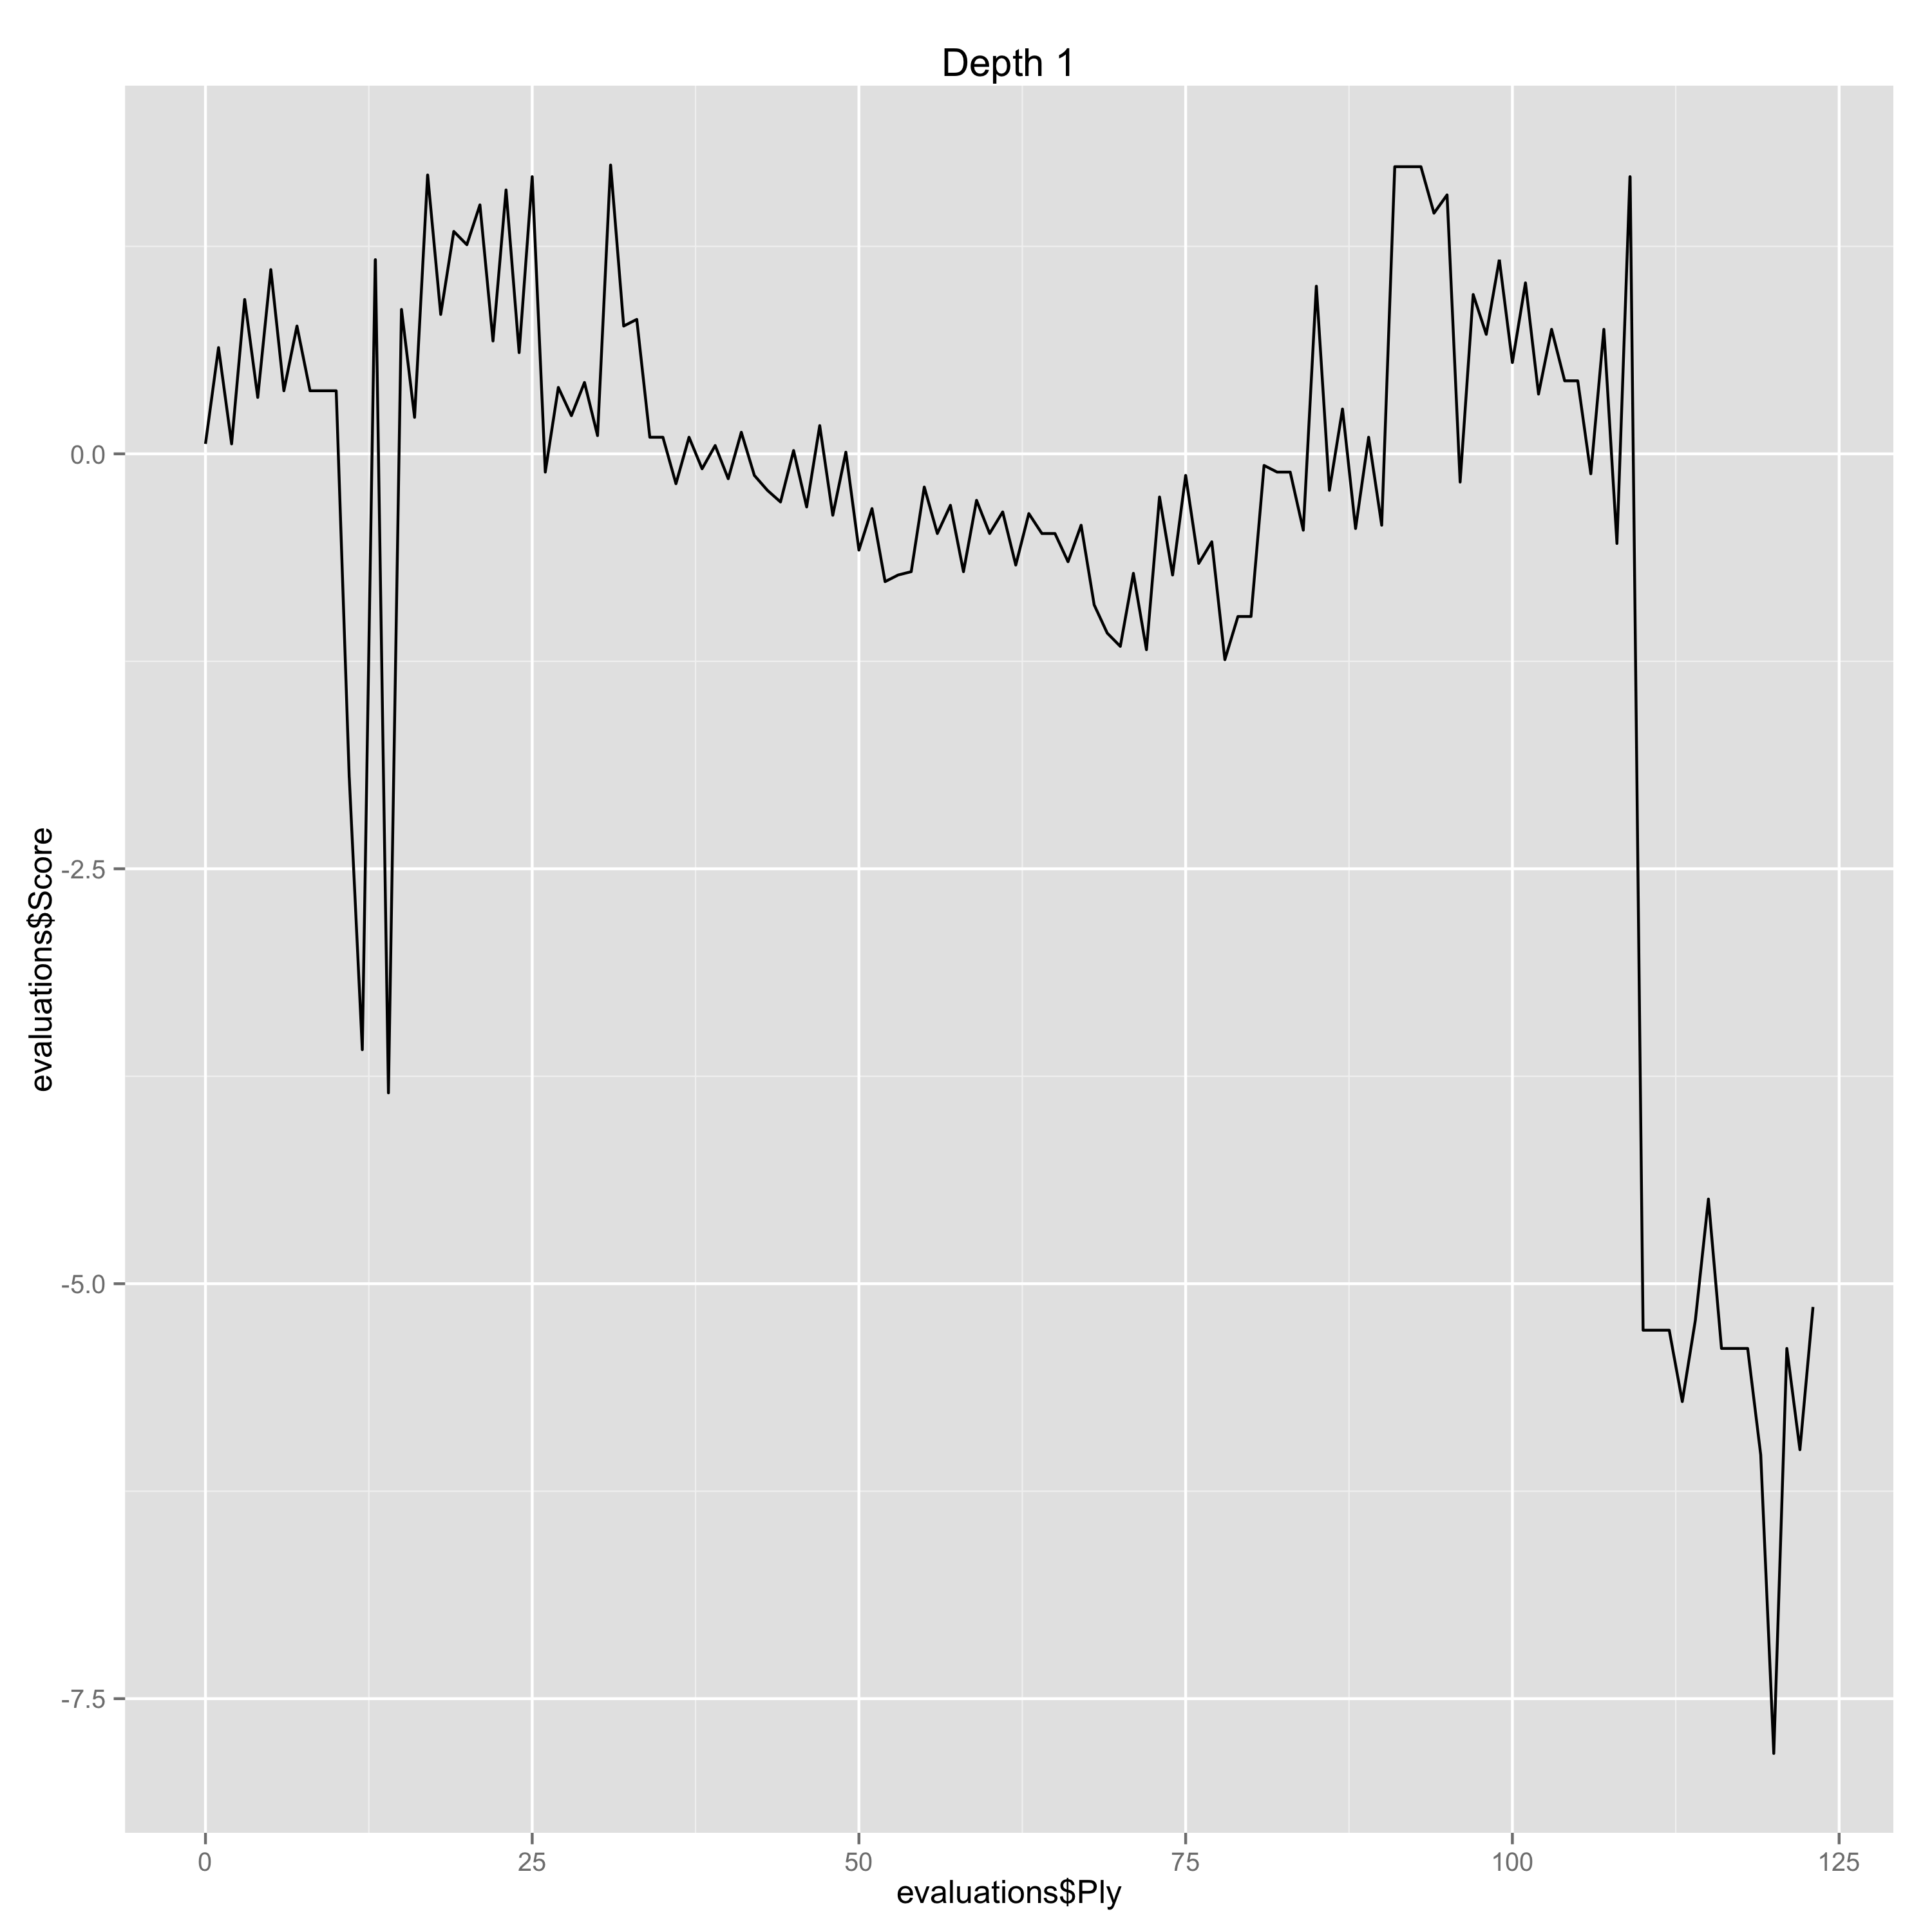 Depth 1
evaluations$Score
0.0
-2.5
-5.0
-7.5
0 25 50 75 100 125
evaluations$Ply